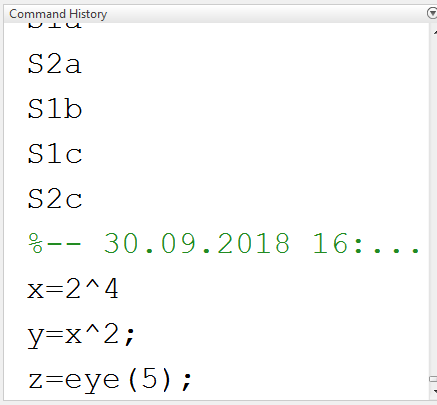 Command History
S2a
S1b
S1c
S2c
%-- 30.09.2018 16:...
x=2^4
y=x^2;
z=eye(5);